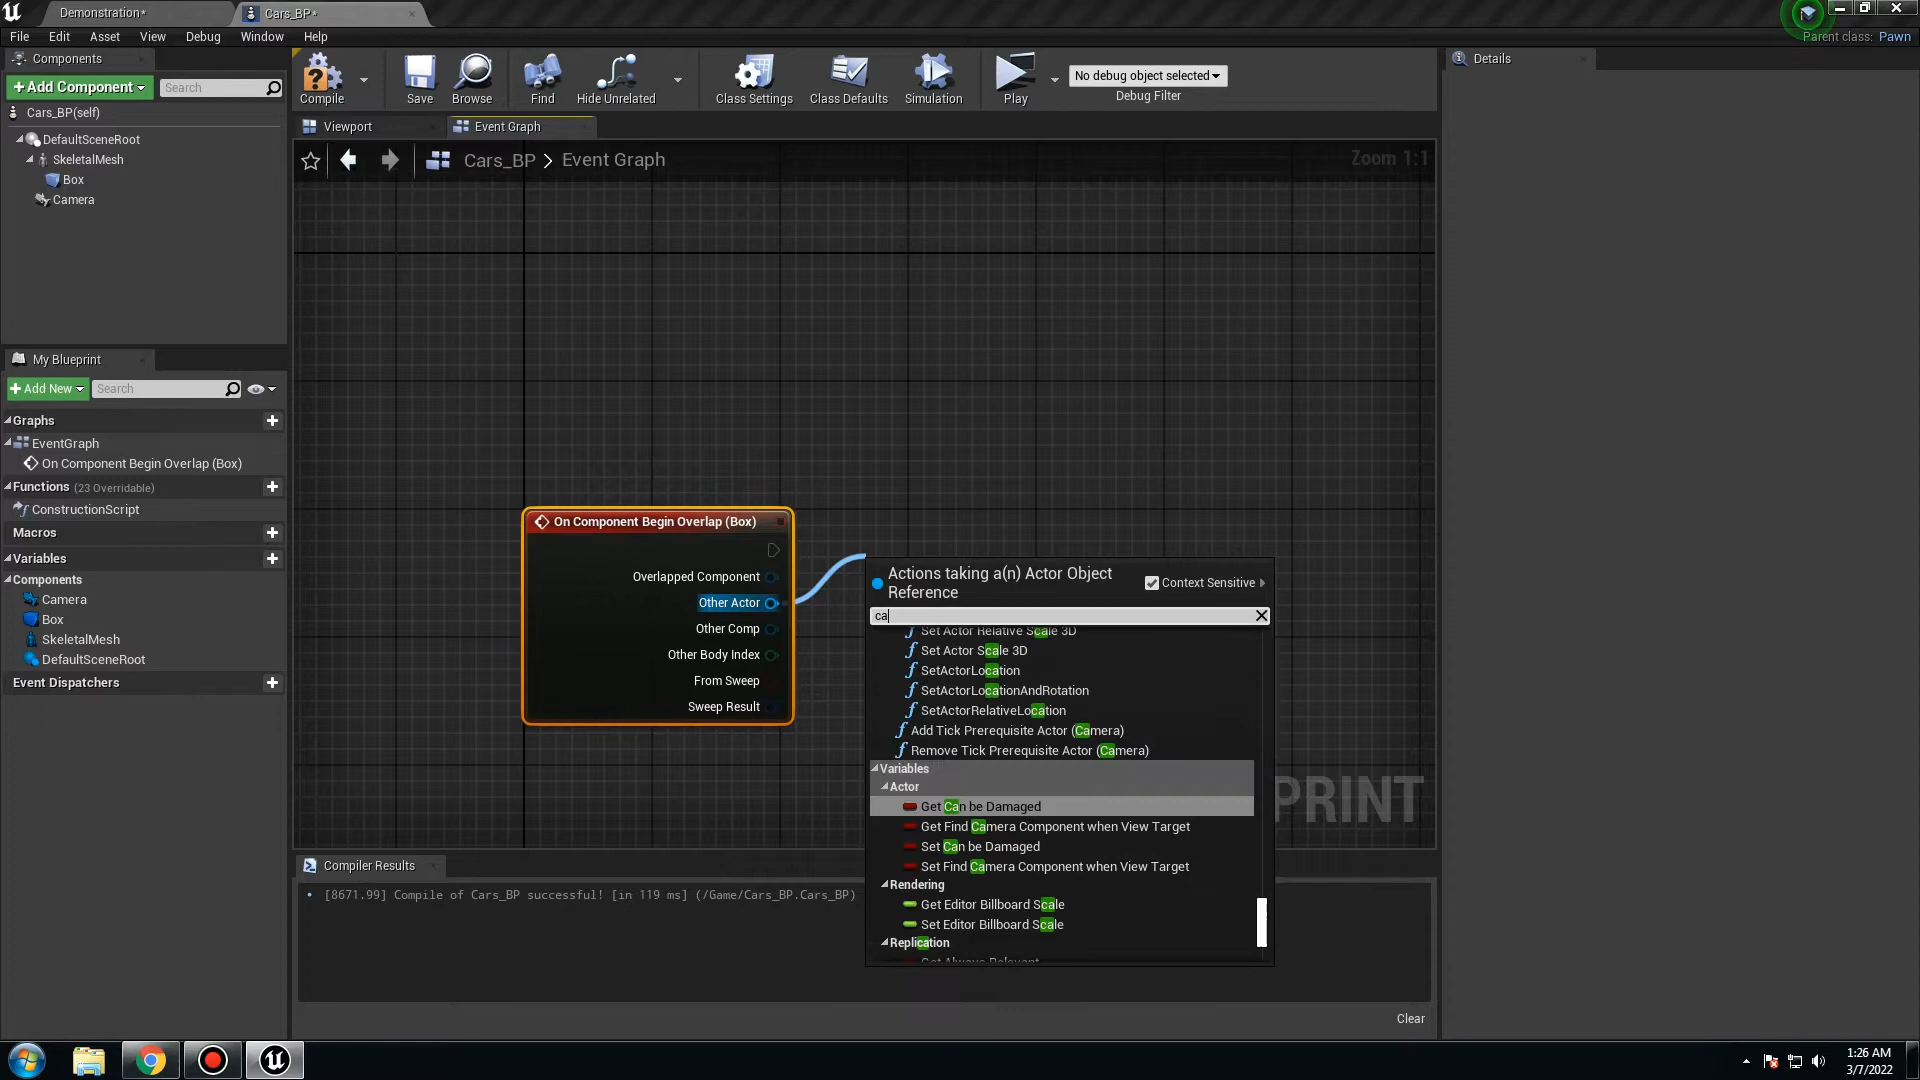 Demonstration*
Cars_BP*
File Edit Asset View Debug Window Help
Parent class: Pawn
Components
+Add Component
Search
Cars_BP(self)
DefaultSceneRoot
SkeletalMesh
Box
Camera
Compile
Save
Browse
Find
Hide Unrelated
Class Settings
Class Defaults
Simulation
Play
No debug object selected
Debug Filter
Details
Viewport
Event Graph
Cars_BP > Event Graph
Zoom 1:1
My Blueprint
+Add New
Search
Graphs
EventGraph
On Component Begin Overlap (Box)
Functions (23 Overridable)
ConstructionScript
Macros
Variables
Components
Camera
Box
SkeletalMesh
DefaultSceneRoot
Event Dispatchers
On Component Begin Overlap (Box)
Overlapped Component
Other Actor
Other Comp
Other Body Index
From Sweep
Sweep Result
Actions taking a(n) Actor Object
Reference
Context Sensitive
ca
Set Actor Relative Scale 3D
Set Actor Scale 3D
SetActorLocation
SetActorLocationAndRotation
SetActorRelativeLocation
Add Tick Prerequisite Actor (Camera)
Remove Tick Prerequisite Actor (Camera)
Variables
Actor
Get Can be Damaged
Get Find Camera Component when View Target
Set Can be Damaged
Set Find Camera Component when View Target
Rendering
Get Editor Billboard Scale
Set Editor Billboard Scale
Replication
Get Always Relevant
PRINT
Compiler Results
[8671.99] Compile of Cars_BP successful! [in 119 ms] (/Game/Cars_BP.Cars_BP)
Clear
1:26 AM
3/7/2022